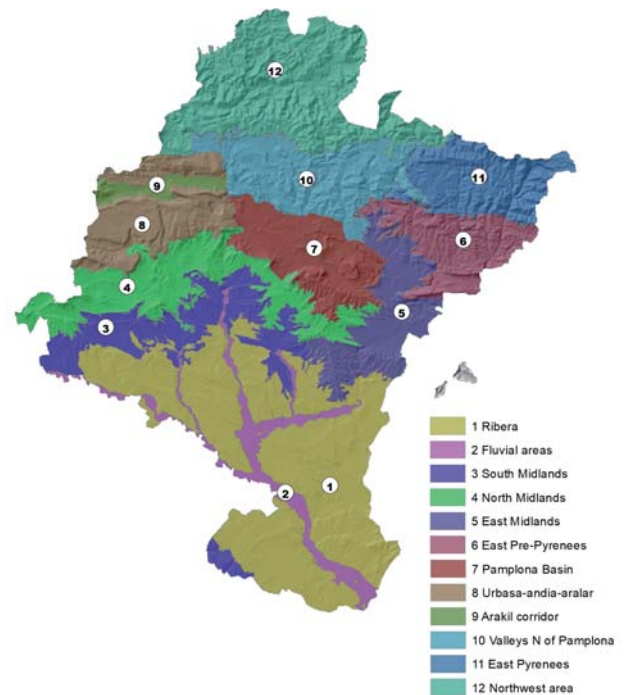 12
10
11
9
8
7
6
4
5
3
2
1
1 Ribera
2 Fluvial areas
3 South Midlands
4 North Midlands
5 East Midlands
6 East Pre-Pyrenees
7 Pamplona Basin
8 Urbasa-andia-aralar
9 Arakil corridor
10 Valleys N of Pamplona
11 East Pyrenees
12 Northwest area